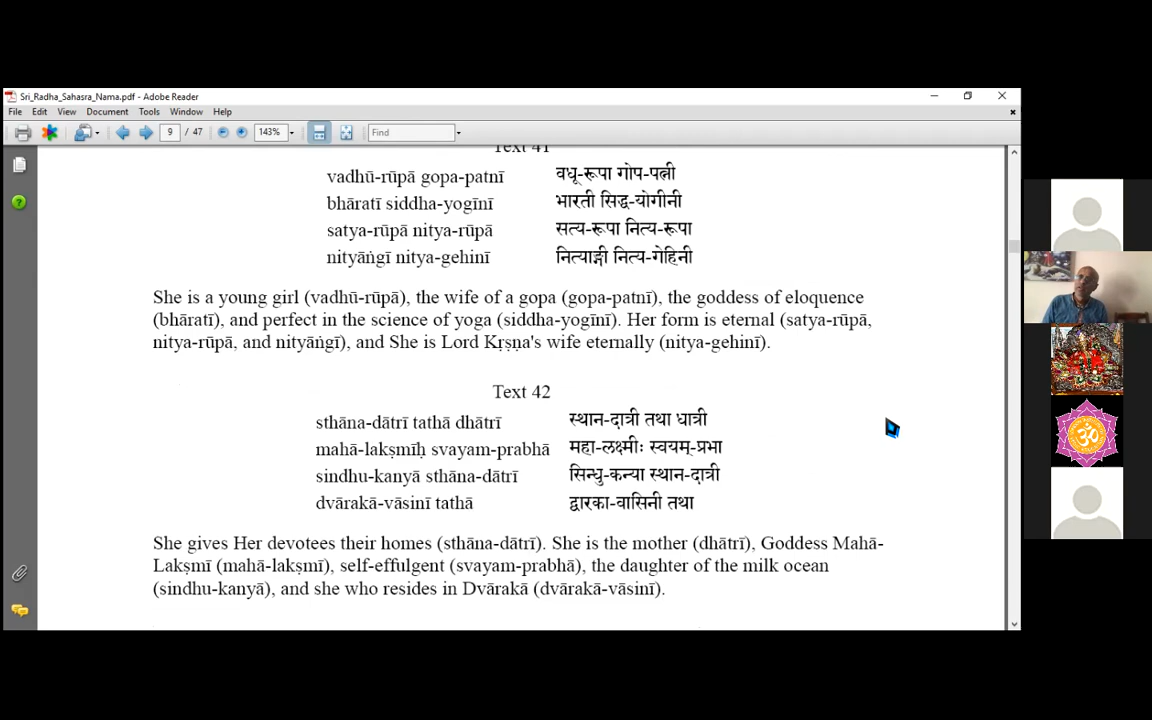 Sri_Radha_Sahasra_Nama.pdf - Adobe Reader
File Edit View Document Tools Window Help
9 / 47 143% Find
Text 41
vadhū-rūpā gopa-patnī वधू-रूपा गोप-पत्नी
bhāratī siddha-yogīnī भारती सिद्ध-योगीनी
satya-rūpā nitya-rūpā सत्य-रूपा नित्य-रूपा
nityāṅgī nitya-gehinī नित्याङ्गी नित्य-गेहिनी
She is a young girl (vadhū-rūpā), the wife of a gopa (gopa-patnī), the goddess of eloquence
(bhāratī), and perfect in the science of yoga (siddha-yogīnī). Her form is eternal (satya-rūpā,
nitya-rūpā, and nityāṅgī), and She is Lord Kṛṣṇa's wife eternally (nitya-gehinī).
Text 42
sthāna-dātrī tathā dhātrī स्थान-दात्री तथा धात्री
mahā-lakṣmīḥ svayam-prabhā महा-लक्ष्मीः स्वयम्-प्रभा
sindhu-kanyā sthāna-dātrī सिन्धु-कन्या स्थान-दात्री
dvārakā-vāsinī tathā द्वारका-वासिनी तथा
She gives Her devotees their homes (sthāna-dātrī). She is the mother (dhātrī), Goddess Mahā-
Lakṣmī (mahā-lakṣmī), self-effulgent (svayam-prabhā), the daughter of the milk ocean
(sindhu-kanyā), and she who resides in Dvārakā (dvārakā-vāsinī).
ॐ